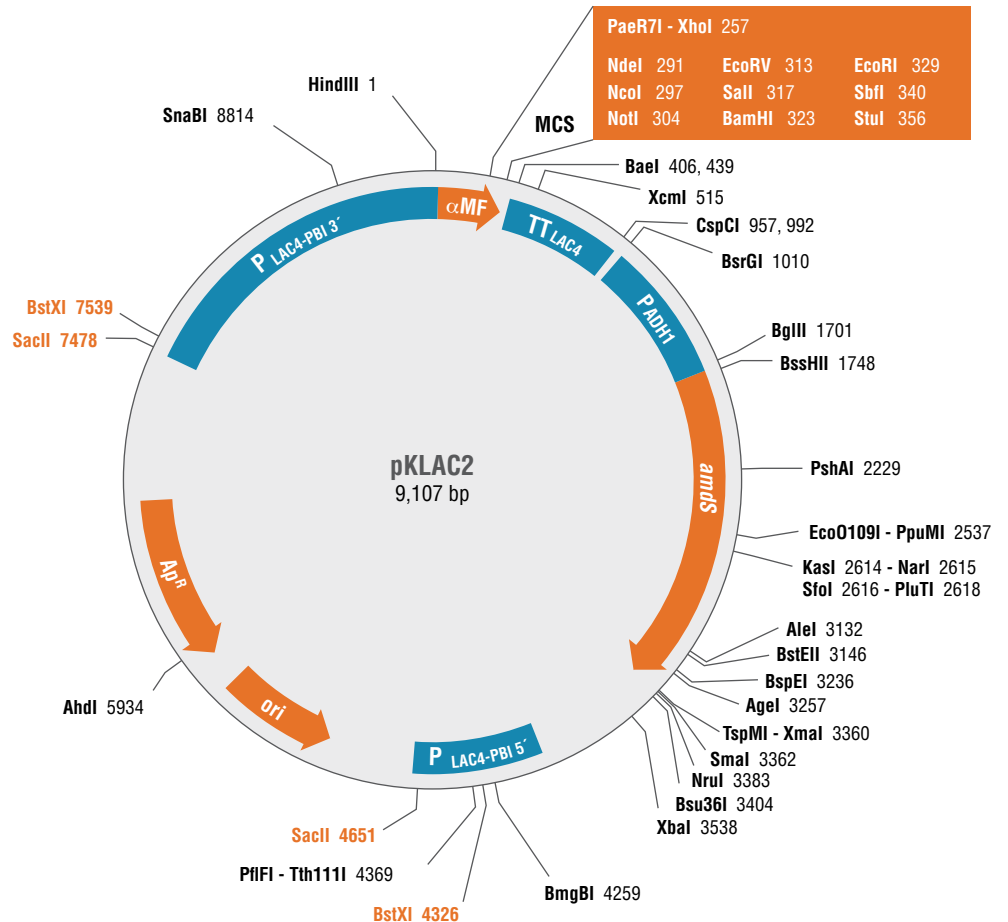 PaeR7I - XhoI 257
NdeI 291 EcoRV 313 EcoRI 329
NcoI 297 SalI 317 SbfI 340
NotI 304 BamHI 323 StuI 356
HindIII 1
SnaBI 8814
MCS
BaeI 406, 439
XcmI 515
CspCI 957, 992
BsrGI 1010
αMF
TT LAC4
P LAC4-PBI 3´
P ADH1
BstXI 7539
SacII 7478
BglII 1701
BssHII 1748
pKLAC2
9,107 bp
PshAI 2229
amdS
EcoO109I - PpuMI 2537
KasI 2614 - NarI 2615
SfoI 2616 - PluTI 2618
Ap R
AleI 3132
BstEII 3146
BspEI 3236
AgeI 3257
AhdI 5934
ori
TspMI - XmaI 3360
SmaI 3362
NruI 3383
Bsu36I 3404
XbaI 3538
P LAC4-PBI 5´
SacII 4651
PflFI - Tth111I 4369
BstXI 4326
BmgBI 4259